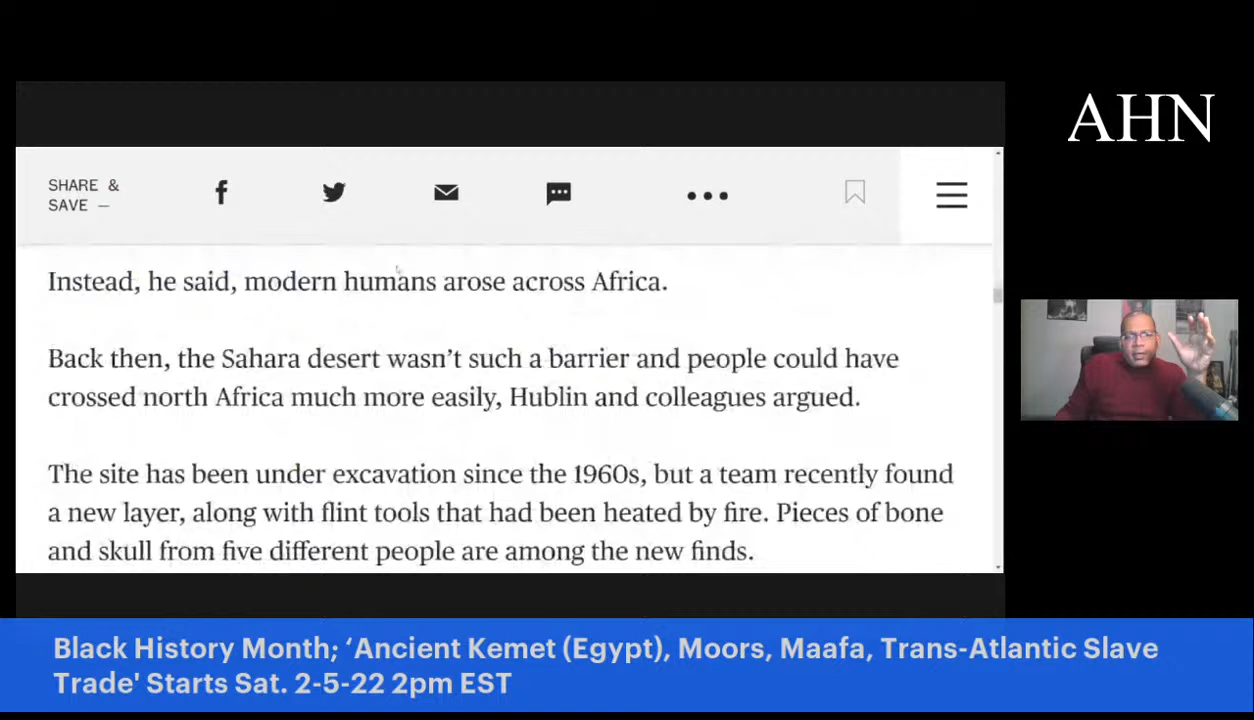 AHN
SHARE &
SAVE —
Instead, he said, modern humans arose across Africa.
Back then, the Sahara desert wasn't such a barrier and people could have
crossed north Africa much more easily, Hublin and colleagues argued.
The site has been under excavation since the 1960s, but a team recently found
a new layer, along with flint tools that had been heated by fire. Pieces of bone
and skull from five different people are among the new finds.
Black History Month; ‘Ancient Kemet (Egypt), Moors, Maafa, Trans-Atlantic Slave
Trade' Starts Sat. 2-5-22 2pm EST